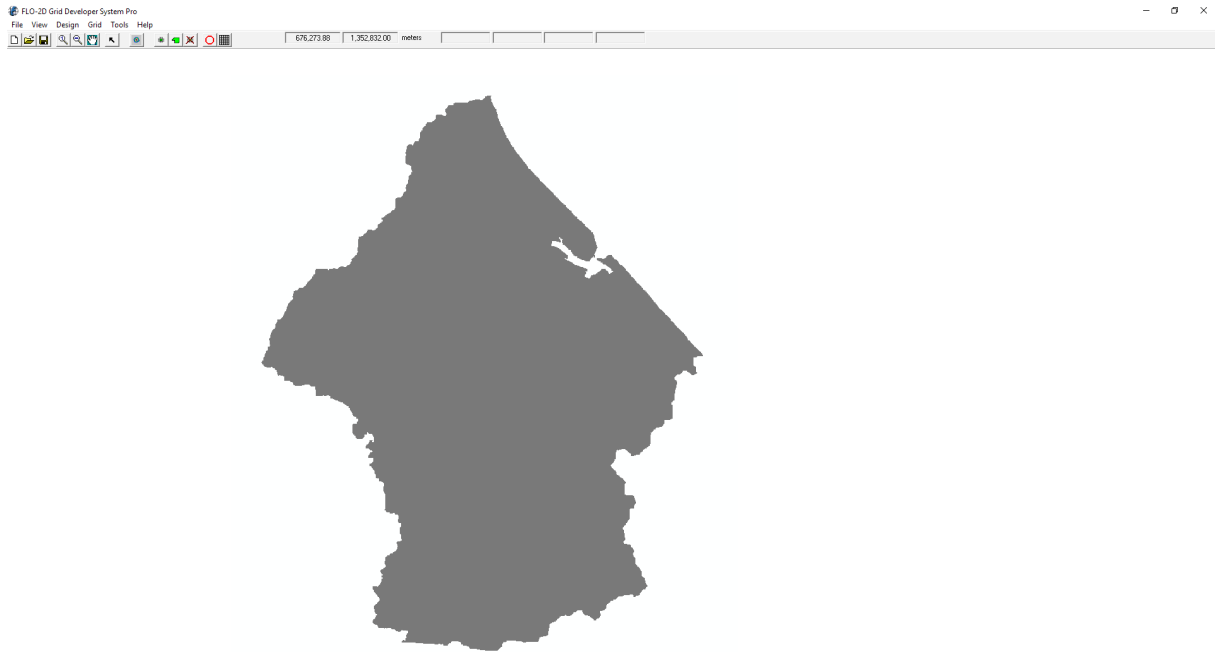 FLO-2D Grid Developer System Pro
File View Design Grid Tools Help
676,273.88 1,352,832.00 meters